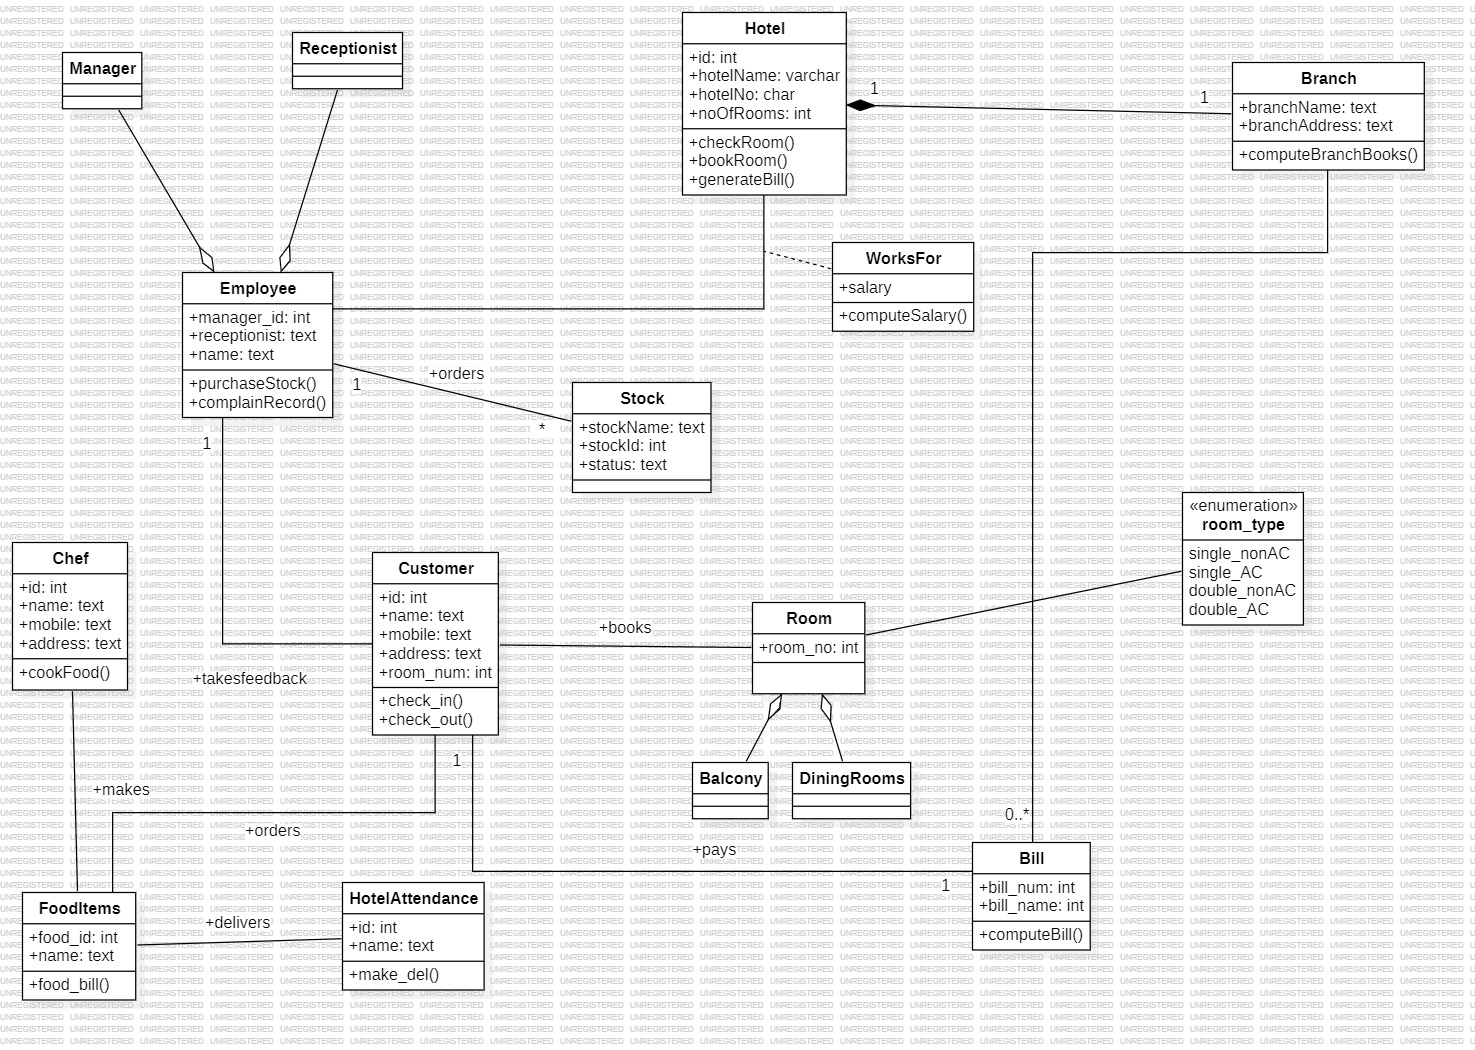 Manager
Receptionist
Hotel
+id: int
+hotelName: varchar
+hotelNo: char
+noOfRooms: int
+checkRoom()
+bookRoom()
+generateBill()
1
1
Branch
+branchName: text
+branchAddress: text
+computeBranchBooks()
WorksFor
+salary
+computeSalary()
Employee
+manager_id: int
+receptionist: text
+name: text
+purchaseStock()
+complainRecord()
1
+orders
*
Stock
+stockName: text
+stockId: int
+status: text
1
«enumeration»
room_type
single_nonAC
single_AC
double_nonAC
double_AC
Chef
+id: int
+name: text
+mobile: text
+address: text
+cookFood()
Customer
+id: int
+name: text
+mobile: text
+address: text
+room_num: int
+check_in()
+check_out()
+books
Room
+room_no: int
+takesfeedback
1
Balcony
DiningRooms
+makes
+orders
0..*
+pays
1
Bill
+bill_num: int
+bill_name: int
+computeBill()
FoodItems
+food_id: int
+name: text
+food_bill()
+delivers
HotelAttendance
+id: int
+name: text
+make_del()
UNREGISTERED